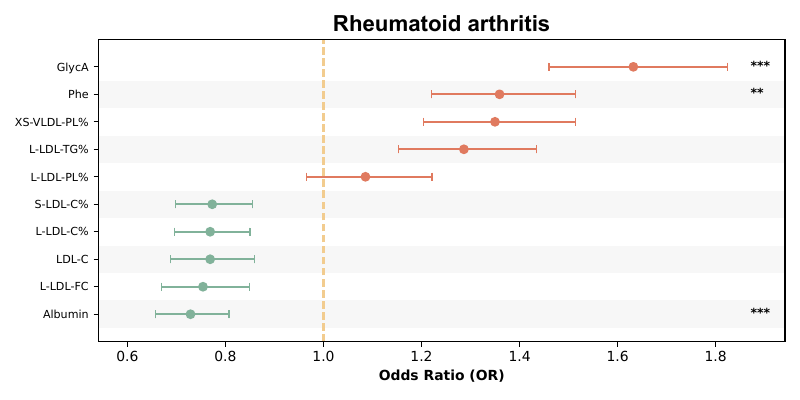 Rheumatoid arthritis
GlycA ***
Phe **
XS-VLDL-PL%
L-LDL-TG%
L-LDL-PL%
S-LDL-C%
L-LDL-C%
LDL-C
L-LDL-FC
Albumin ***
0.6 0.8 1.0 1.2 1.4 1.6 1.8
Odds Ratio (OR)